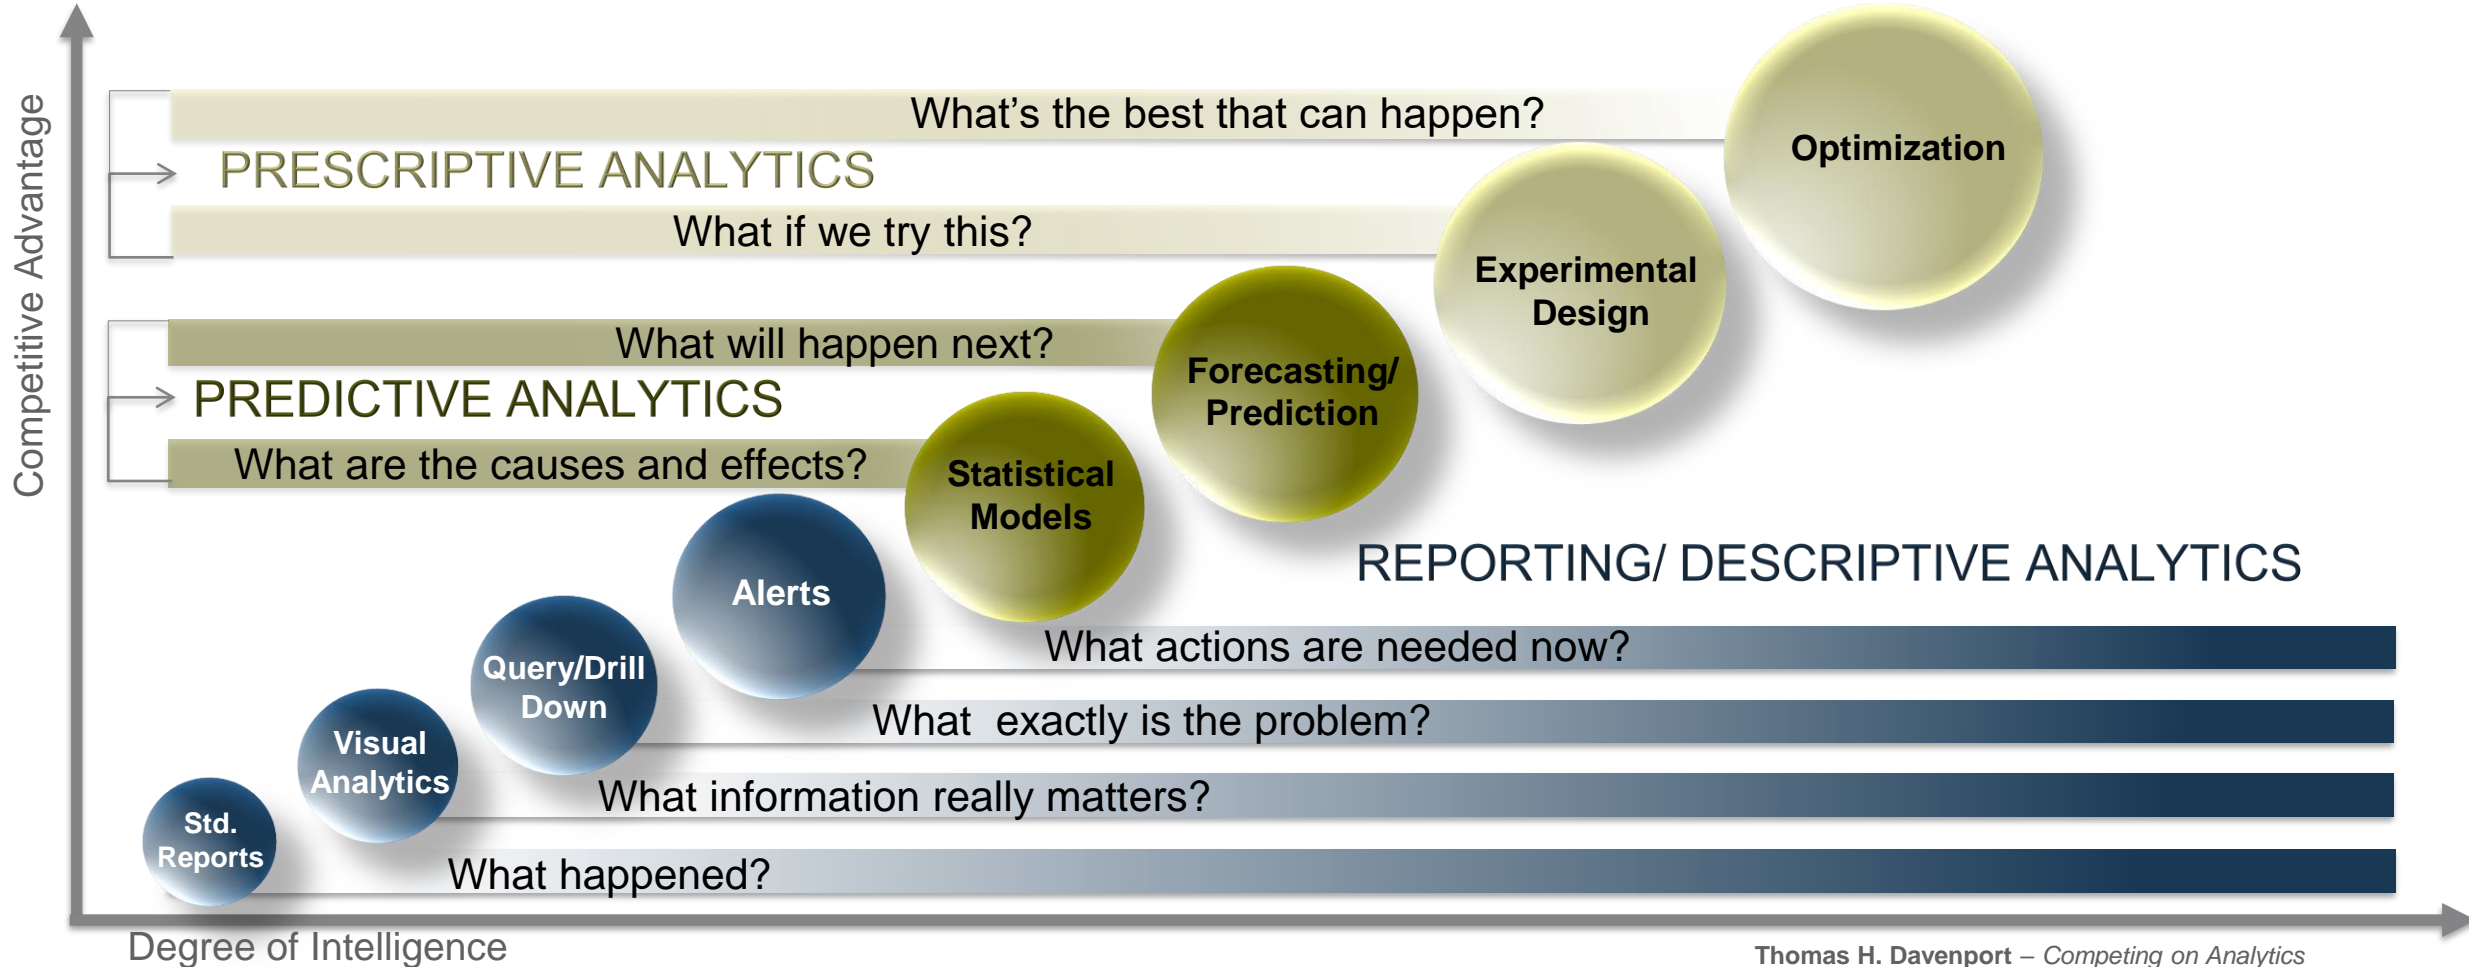 Competitive Advantage
What’s the best that can happen?
Optimization
PRESCRIPTIVE ANALYTICS
What if we try this?
Experimental
Design
What will happen next?
Forecasting/
Prediction
PREDICTIVE ANALYTICS
What are the causes and effects?
Statistical
Models
REPORTING/ DESCRIPTIVE ANALYTICS
Alerts
What actions are needed now?
Query/Drill
Down
What  exactly is the problem?
Visual
Analytics
What information really matters?
Std.
Reports
What happened?
Degree of Intelligence
Thomas H. Davenport – Competing on Analytics